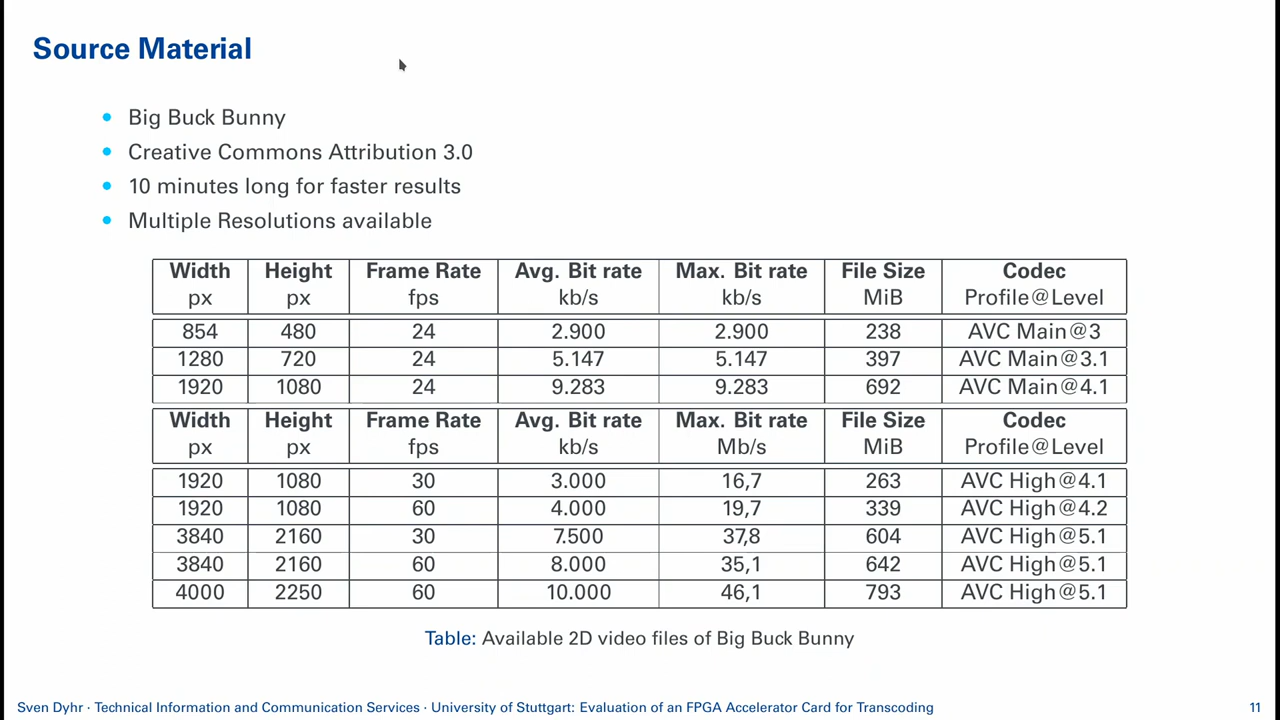 Source Material
• Big Buck Bunny
• Creative Commons Attribution 3.0
• 10 minutes long for faster results
• Multiple Resolutions available
Width Height Frame Rate Avg. Bit rate Max. Bit rate File Size Codec
px px fps kb/s kb/s MiB Profile@Level
854 480 24 2.900 2.900 238 AVC Main@3
1280 720 24 5.147 5.147 397 AVC Main@3.1
1920 1080 24 9.283 9.283 692 AVC Main@4.1
Width Height Frame Rate Avg. Bit rate Max. Bit rate File Size Codec
px px fps kb/s Mb/s MiB Profile@Level
1920 1080 30 3.000 16,7 263 AVC High@4.1
1920 1080 60 4.000 19,7 339 AVC High@4.2
3840 2160 30 7.500 37,8 604 AVC High@5.1
3840 2160 60 8.000 35,1 642 AVC High@5.1
4000 2250 60 10.000 46,1 793 AVC High@5.1
Table: Available 2D video files of Big Buck Bunny
Sven Dyhr · Technical Information and Communication Services · University of Stuttgart: Evaluation of an FPGA Accelerator Card for Transcoding 11